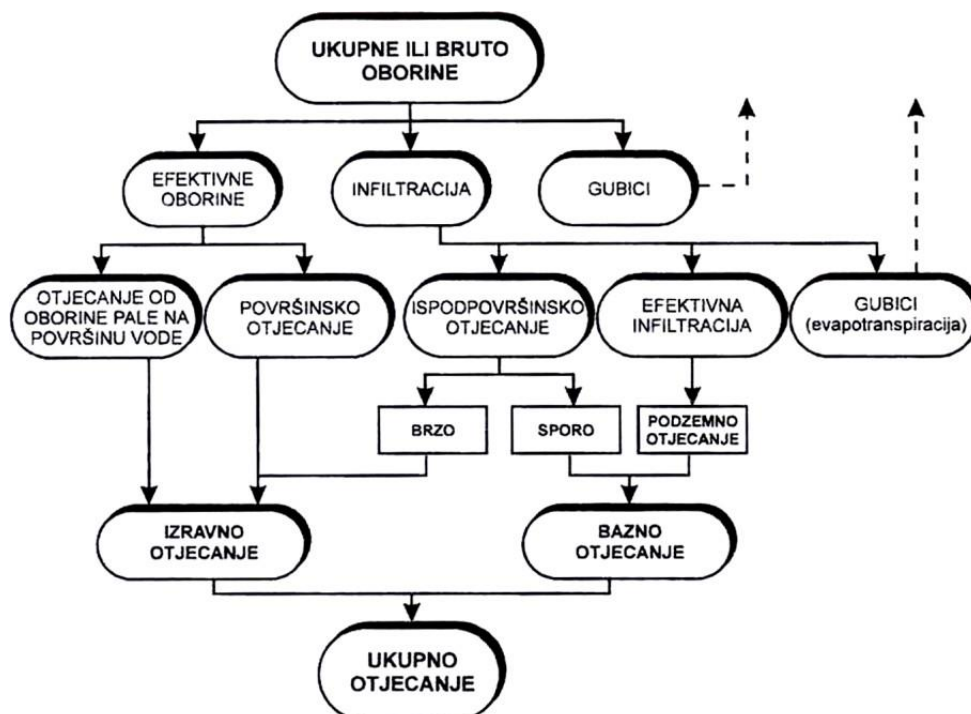 UKUPNE ILI BRUTO
OBORINE
EFEKTIVNE
OBORINE
INFILTRACIJA
GUBICI
OTJECANJE OD
OBORINE PALE NA
POVRŠINU VODE
POVRŠINSKO
OTJECANJE
ISPODPOVRŠINSKO
OTJECANJE
EFEKTIVNA
INFILTRACIJA
GUBICI
(evapotranspiracija)
BRZO
SPORO
PODZEMNO
OTJECANJE
IZRAVNO
OTJECANJE
BAZNO
OTJECANJE
UKUPNO
OTJECANJE